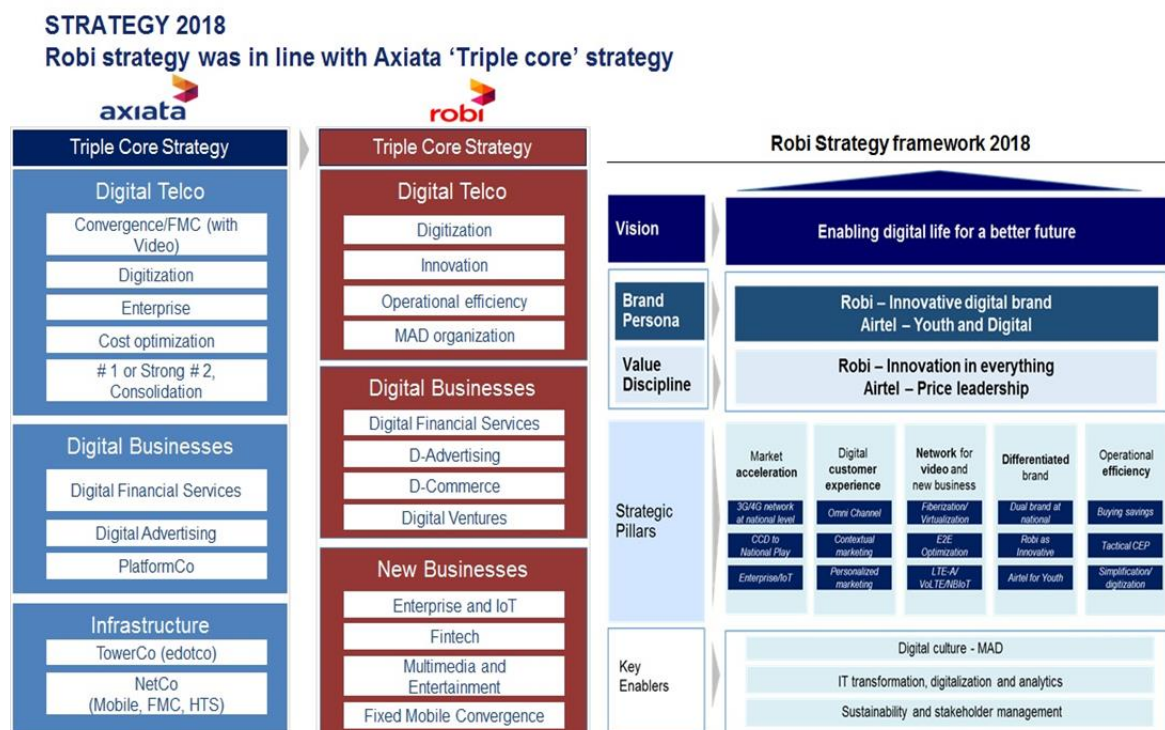 STRATEGY 2018
Robi strategy was in line with Axiata ‘Triple core’ strategy
axiata
Triple Core Strategy
Digital Telco
Convergence/FMC (with
Video)
Digitization
Enterprise
Cost optimization
# 1 or Strong # 2,
Consolidation
Digital Businesses
Digital Financial Services
Digital Advertising
PlatformCo
Infrastructure
TowerCo (edotco)
NetCo
(Mobile, FMC, HTS)
robi
Triple Core Strategy
Digital Telco
Digitization
Innovation
Operational efficiency
MAD organization
Digital Businesses
Digital Financial Services
D-Advertising
D-Commerce
Digital Ventures
New Businesses
Enterprise and IoT
Fintech
Multimedia and
Entertainment
Fixed Mobile Convergence
Robi Strategy framework 2018
Vision
Enabling digital life for a better future
Brand
Persona
Robi – Innovative digital brand
Airtel – Youth and Digital
Value
Discipline
Robi – Innovation in everything
Airtel – Price leadership
Strategic
Pillars
Market
acceleration
3G/4G network
at national level
CCD to
National Play
Enterprise/IoT
Digital
customer
experience
Omni Channel
Contextual
marketing
Personalized
marketing
Network for
video and
new business
Fiberization/
Virtualization
E2E
Optimization
LTE-A/
VoLTE/NBIoT
Differentiated
brand
Dual brand at
national
Robi as
Innovative
Airtel for Youth
Operational
efficiency
Buying savings
Tactical CEP
Simplification/
digitization
Key
Enablers
Digital culture - MAD
IT transformation, digitalization and analytics
Sustainability and stakeholder management